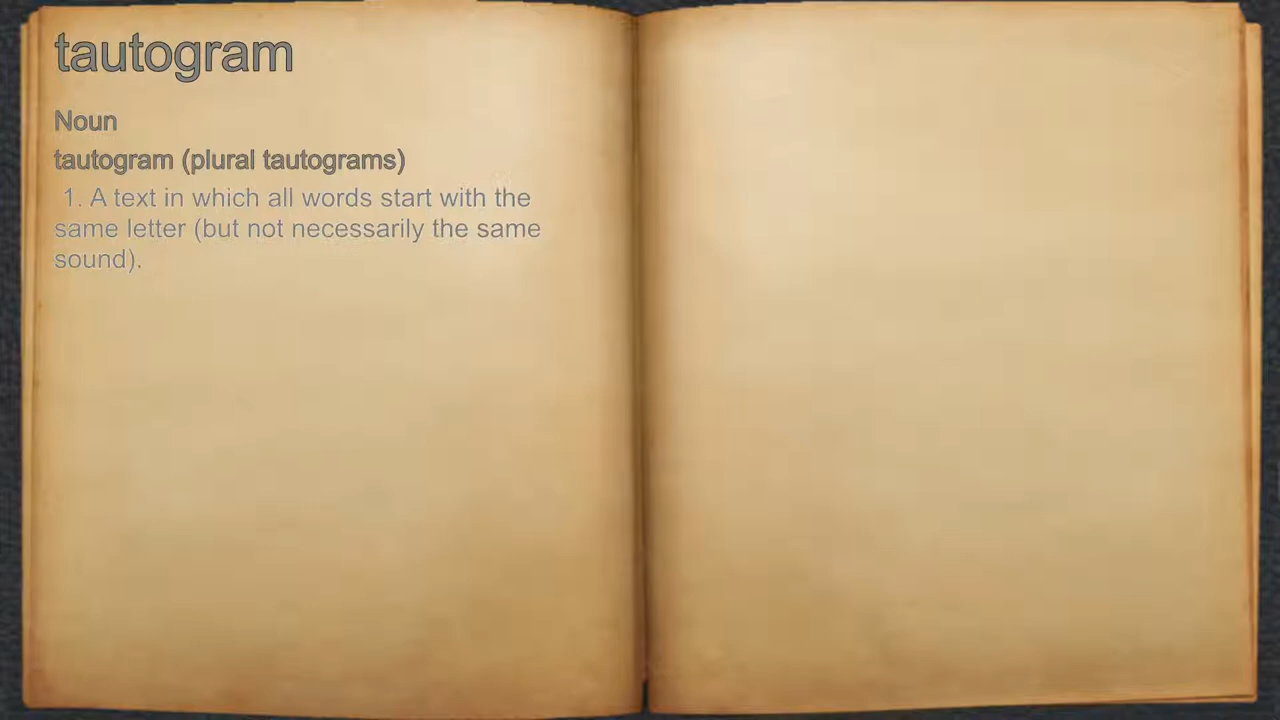 tautogram
Noun
tautogram (plural tautograms)
1. A text in which all words start with the
same letter (but not necessarily the same
sound).